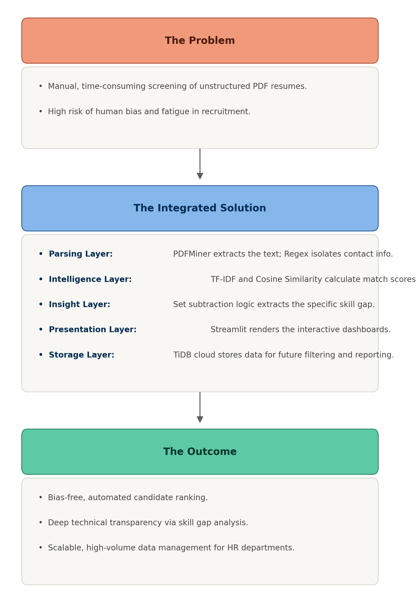 The Problem
• Manual, time-consuming screening of unstructured PDF resumes.
• High risk of human bias and fatigue in recruitment.
The Integrated Solution
• Parsing Layer: PDFMiner extracts the text; Regex isolates contact info.
• Intelligence Layer: TF-IDF and Cosine Similarity calculate match scores
• Insight Layer: Set subtraction logic extracts the specific skill gap.
• Presentation Layer: Streamlit renders the interactive dashboards.
• Storage Layer: TiDB cloud stores data for future filtering and reporting.
The Outcome
• Bias-free, automated candidate ranking.
• Deep technical transparency via skill gap analysis.
• Scalable, high-volume data management for HR departments.